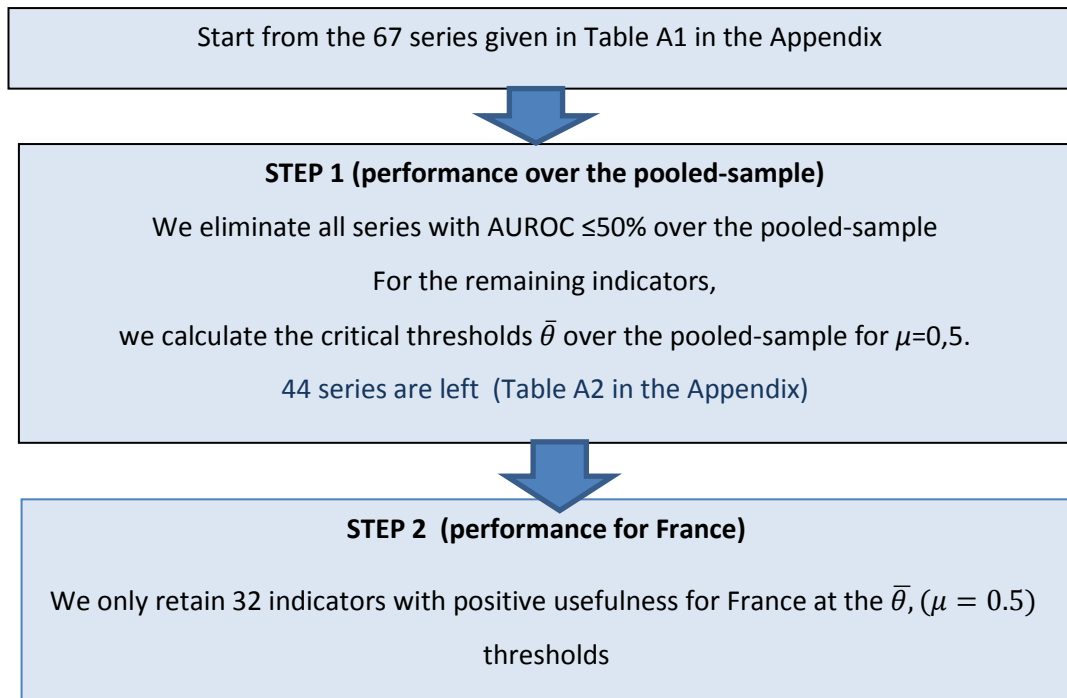 Start from the 67 series given in Table A1 in the Appendix
STEP 1 (performance over the pooled-sample)
We eliminate all series with AUROC ≤50% over the pooled-sample
For the remaining indicators,
we calculate the critical thresholds θ̄ over the pooled-sample for μ=0,5.
44 series are left (Table A2 in the Appendix)
STEP 2 (performance for France)
We only retain 32 indicators with positive usefulness for France at the θ̄, (μ = 0.5)
thresholds